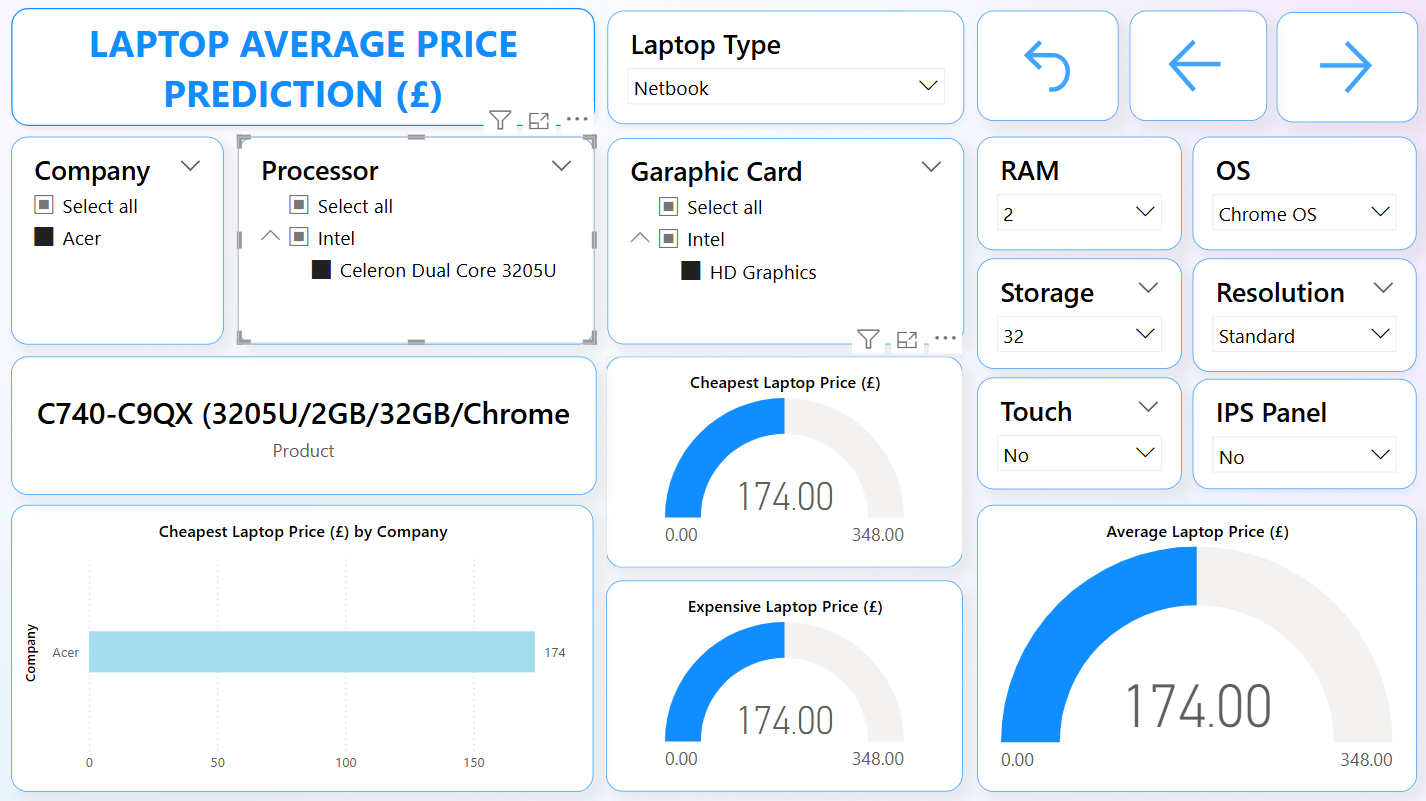 LAPTOP AVERAGE PRICE
PREDICTION (£)
Laptop Type
Netbook
Company
Select all
Acer
Processor
Select all
Intel
Celeron Dual Core 3205U
Garaphic Card
Select all
Intel
HD Graphics
RAM
2
OS
Chrome OS
Storage
32
Resolution
Standard
Touch
No
IPS Panel
No
C740-C9QX (3205U/2GB/32GB/Chrome
Product
Cheapest Laptop Price (£)
174.00
0.00
348.00
Cheapest Laptop Price (£) by Company
Company
Acer
174
0
50
100
150
Expensive Laptop Price (£)
174.00
0.00
348.00
Average Laptop Price (£)
174.00
0.00
348.00